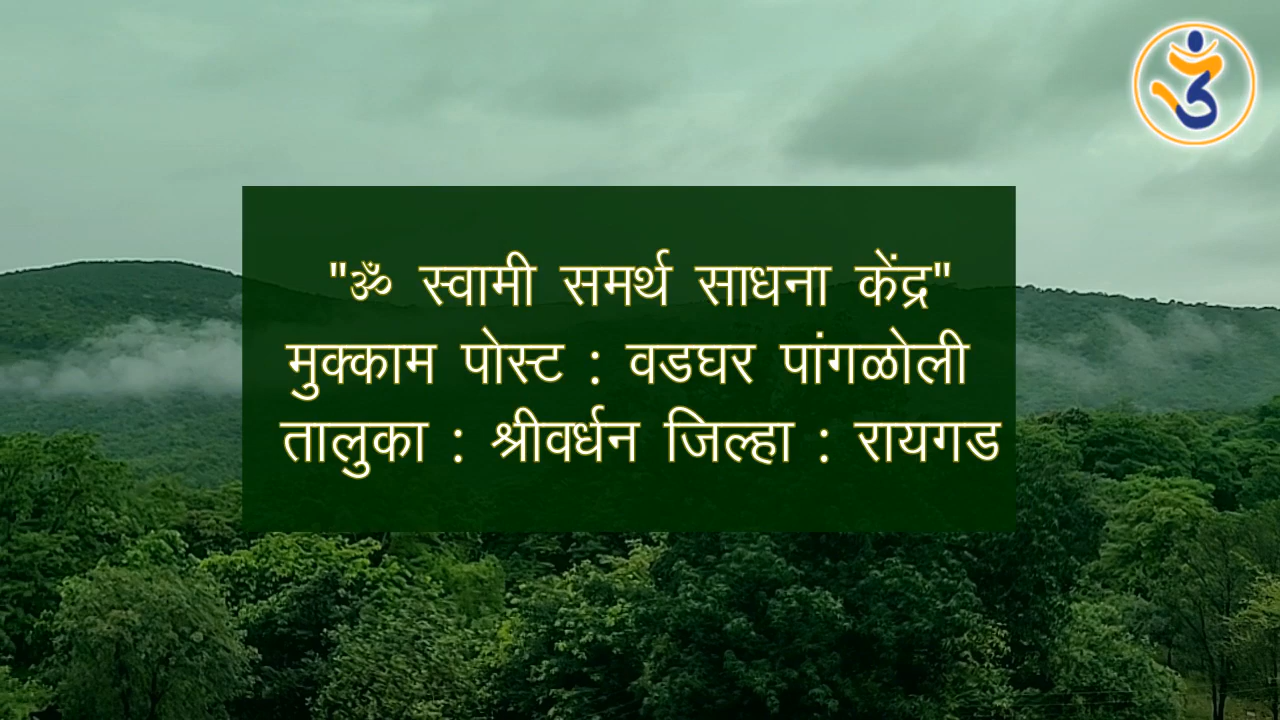 "ॐ स्वामी समर्थ साधना केंद्र"
मुक्काम पोस्ट : वडघर पांगळोली
तालुका : श्रीवर्धन जिल्हा : रायगड